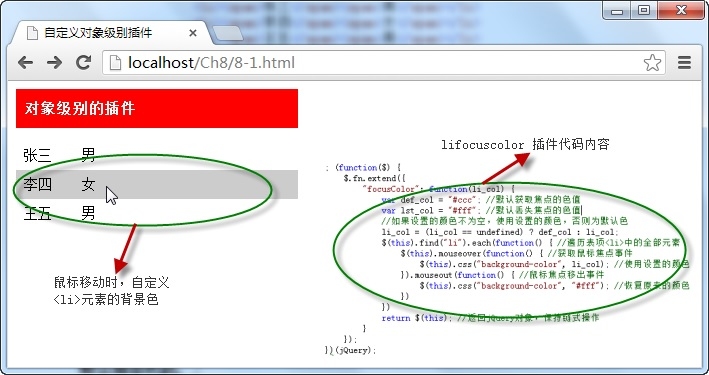 自定义对象级别插件
localhost/Ch8/8-1.html
对象级别的插件
张三 男
李四 女
王五 男
鼠标移动时，自定义
<li>元素的背景色
lifocuscolor 插件代码内容
; (function($) {
$.fn.extend({
"focusColor": function(li_col) {
var def_col = "#ccc"; //默认获取焦点的色值
var lst_col = "#fff"; //默认丢失焦点的色值
//如果设置的颜色不为空，使用设置的颜色，否则为默认色
li_col = (li_col == undefined) ? def_col : li_col;
$(this).find("li").each(function() { //遍历表项<li>中的全部元素
$(this).mouseover(function() { //获取鼠标焦点事件
$(this).css("background-color", li_col); //使用设置的颜色
}).mouseout(function() { //鼠标焦点移出事件
$(this).css("background-color", "#fff"); //恢复原来的颜色
})
})
return $(this); //返回jQuery对象，保持链式操作
}
});
})(jQuery);